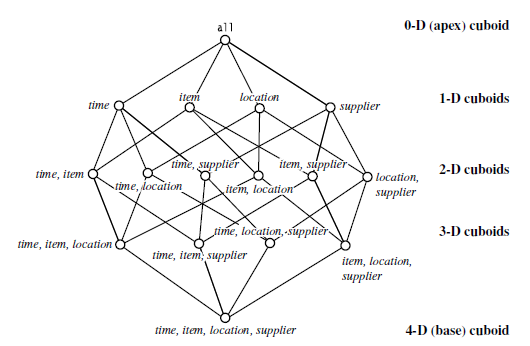 all
0-D (apex) cuboid
time
item
location
supplier
1-D cuboids
time, item
time, location
time, supplier
item, location
item, supplier
location,
supplier
2-D cuboids
time, item, location
time, item, supplier
time, location, supplier
item, location,
supplier
3-D cuboids
time, item, location, supplier
4-D (base) cuboid